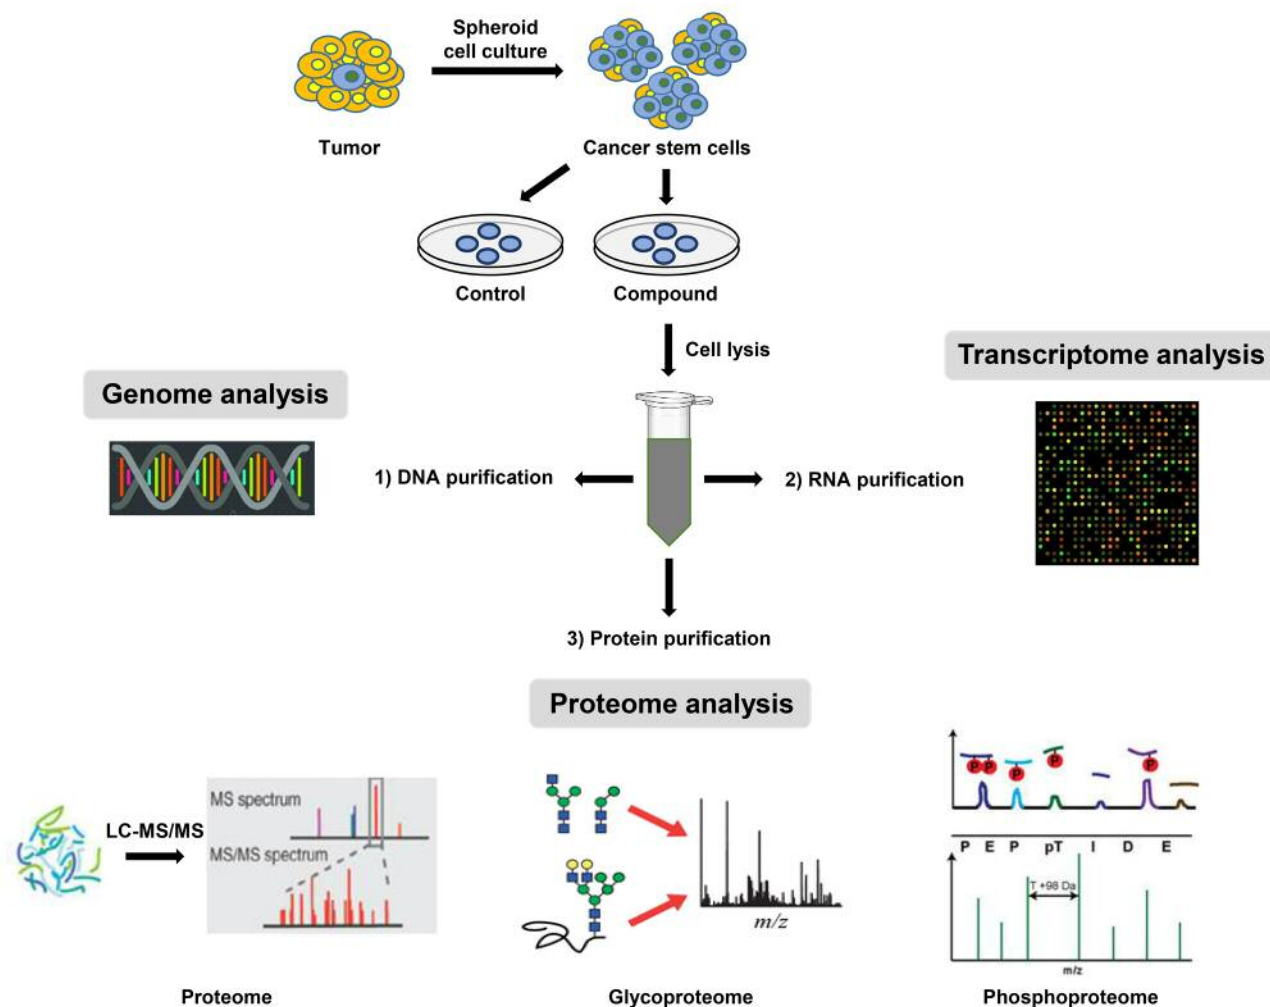 Spheroid
cell culture
Tumor
Cancer stem cells
Control
Compound
Cell lysis
Transcriptome analysis
Genome analysis
1) DNA purification
2) RNA purification
3) Protein purification
Proteome analysis
MS spectrum
LC-MS/MS
MS/MS spectrum
m/z
P P P P P
P E P pT I D E
T +98 Da
m/z
Proteome
Glycoproteome
Phosphoproteome